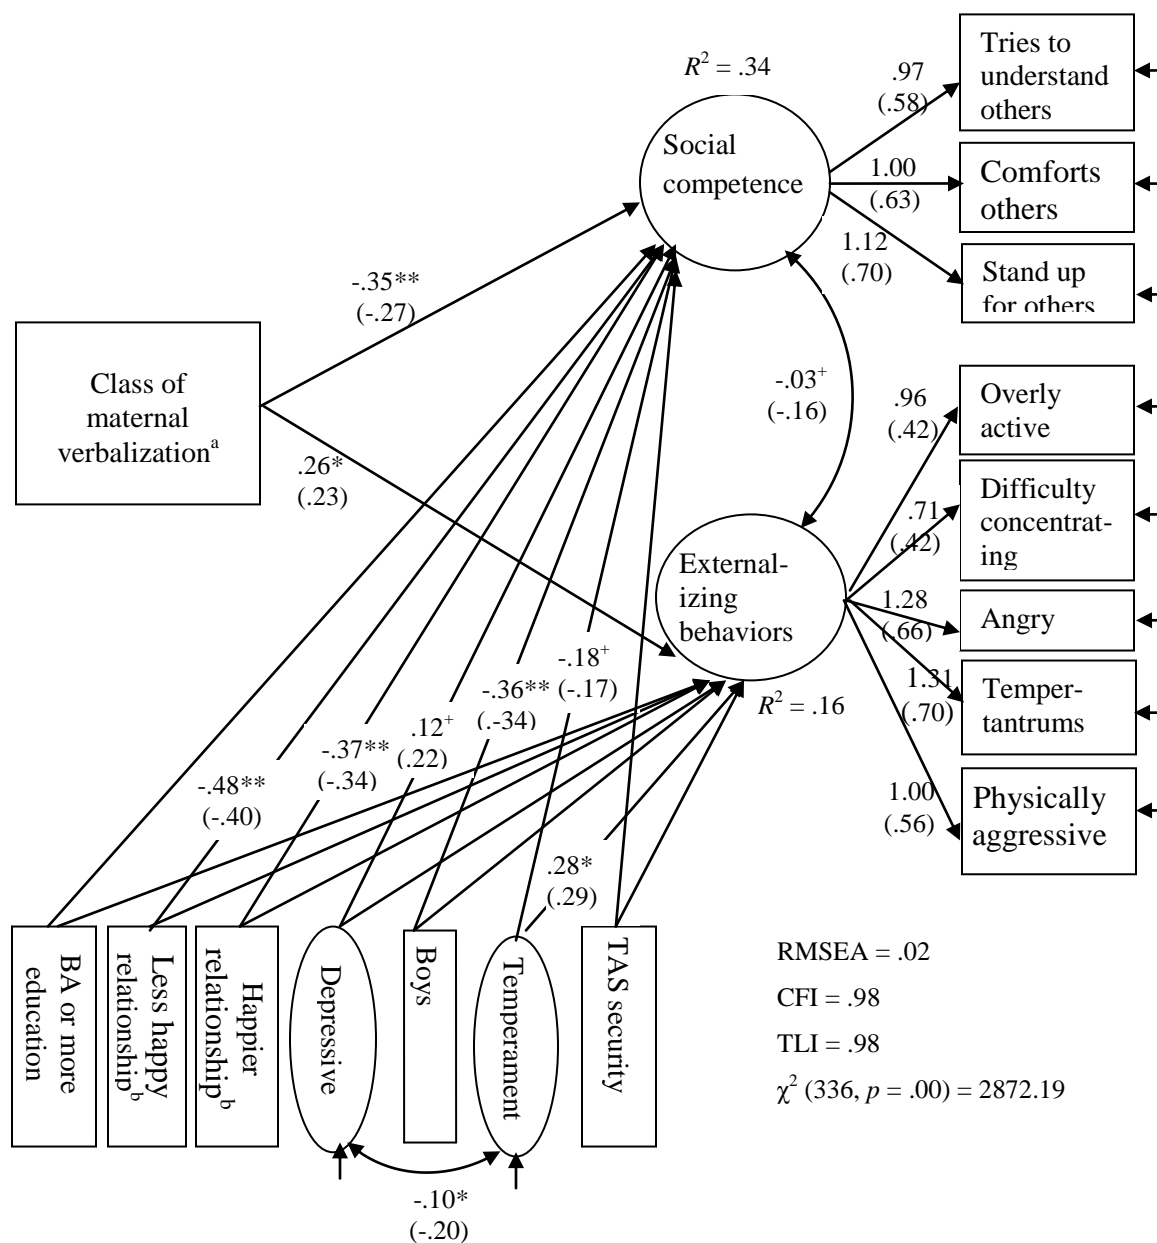 R² = .34
Social
competence
.97
(.58)
1.00
(.63)
1.12
(.70)
Tries to
understand
others
Comforts
others
Stand up
for others
-.35**
(-.27)
Class of
maternal
verbalizationᵃ
.26*
(.23)
-.03⁺
(-.16)
External-
izing
behaviors
R² = .16
.96
(.42)
.71
(.42)
1.28
(.66)
1.31
(.70)
1.00
(.56)
Overly
active
Difficulty
concentrat-
ing
Angry
Temper-
tantrums
Physically
aggressive
-.48**
(-.40)
-.37**
(-.34)
.12⁺
(.22)
-.36**
(.-34)
-.18⁺
(-.17)
.28*
(.29)
BA or more
education
Less happy
relationshipᵇ
Happier
relationshipᵇ
Depressive
Boys
Temperament
TAS security
-.10*
(-.20)
RMSEA = .02
CFI = .98
TLI = .98
χ² (336, p = .00) = 2872.19